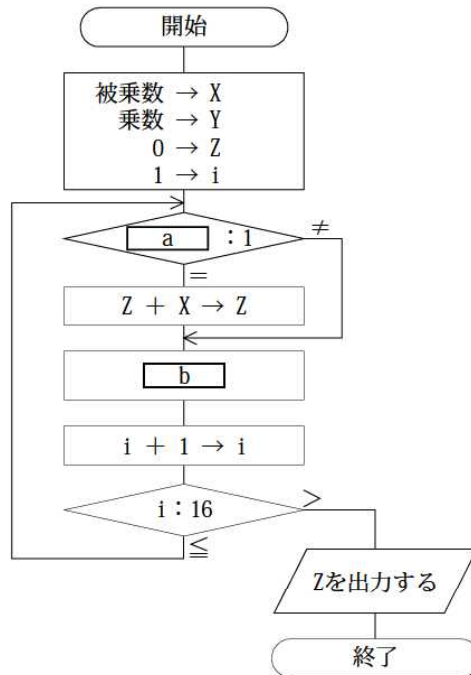 開始
被乗数 → X
乗数 → Y
0 → Z
1 → i
a : 1
≠
=
Z + X → Z
b
i + 1 → i
i : 16
>
≦
Zを出力する
終了